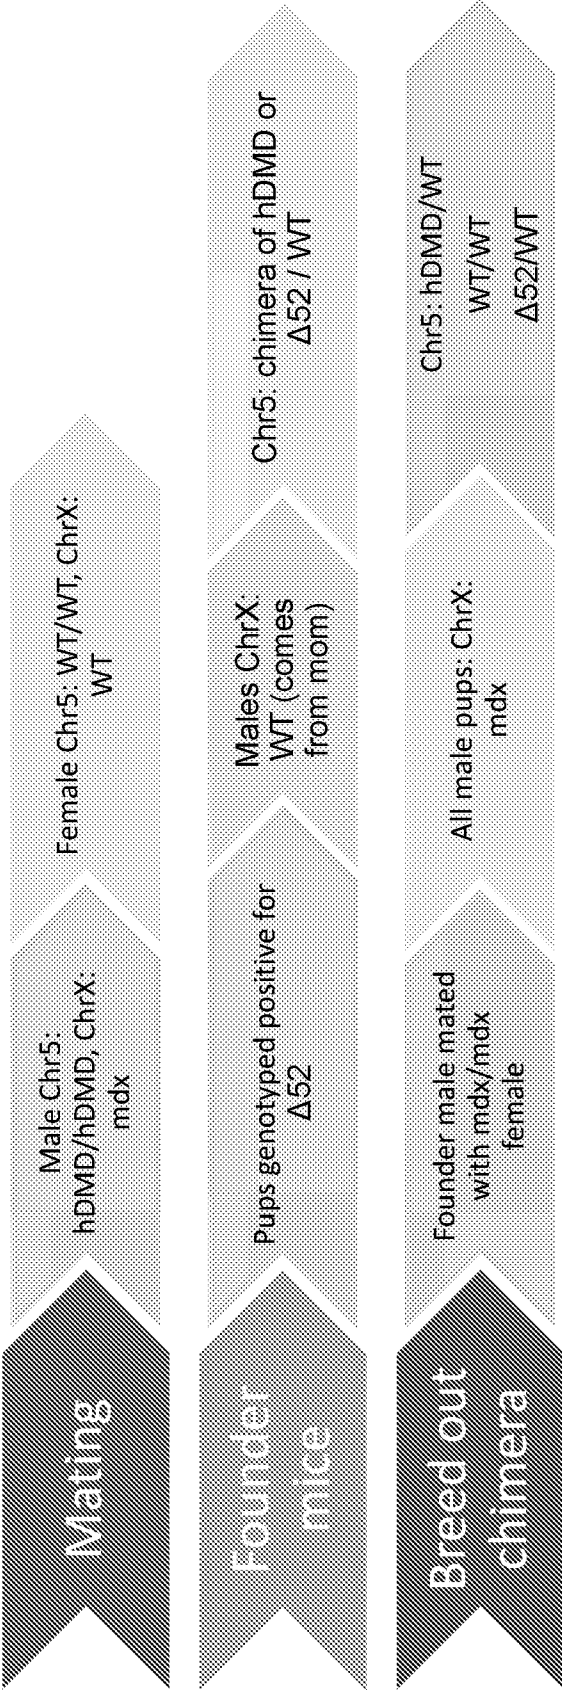 Mating
Male Chr5:
hDMD/hDMD, ChrX:
mdx
Female Chr5: WT/WT, ChrX:
WT
Founder
mice
Pups genotyped positive for
Δ52
Males ChrX:
WT (comes
from mom)
Chr5: chimera of hDMD or
Δ52 / WT
Breed out
chimera
Founder male mated
with mdx/mdx
female
All male pups: ChrX:
mdx
Chr5: hDMD/WT
WT/WT
Δ52/WT